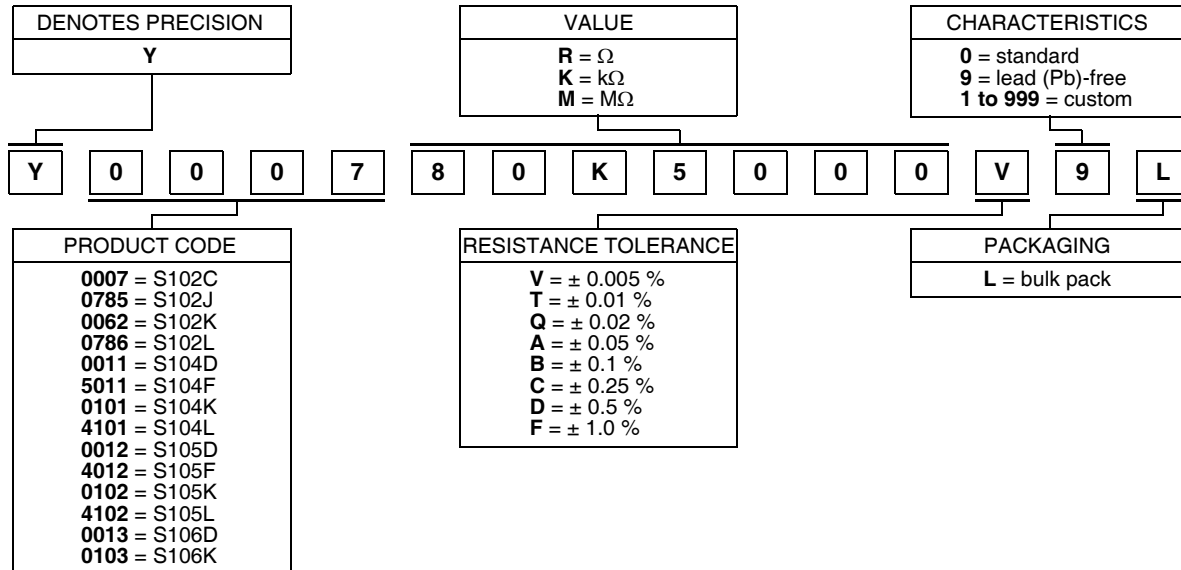 DENOTES PRECISION
Y
VALUE
R = Ω
K = kΩ
M = MΩ
CHARACTERISTICS
0 = standard
9 = lead (Pb)-free
1 to 999 = custom
Y 0 0 0 7 8 0 K 5 0 0 0 V 9 L
PRODUCT CODE
0007 = S102C
0785 = S102J
0062 = S102K
0786 = S102L
0011 = S104D
5011 = S104F
0101 = S104K
4101 = S104L
0012 = S105D
4012 = S105F
0102 = S105K
4102 = S105L
0013 = S106D
0103 = S106K
RESISTANCE TOLERANCE
V = ± 0.005 %
T = ± 0.01 %
Q = ± 0.02 %
A = ± 0.05 %
B = ± 0.1 %
C = ± 0.25 %
D = ± 0.5 %
F = ± 1.0 %
PACKAGING
L = bulk pack